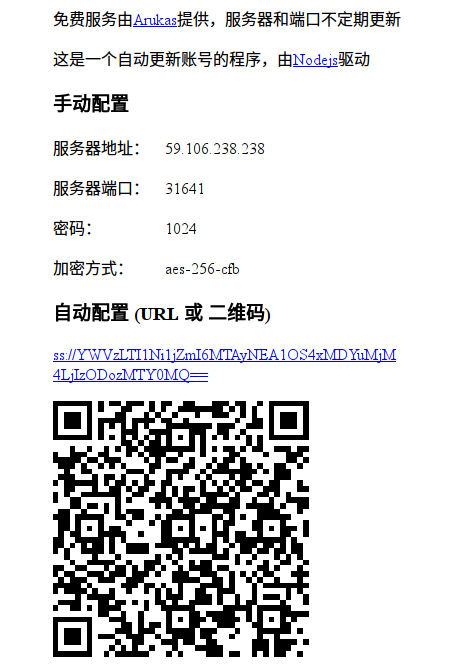 免费服务由Arukas提供，服务器和端口不定期更新
这是一个自动更新账号的程序，由Nodejs驱动
手动配置
服务器地址： 59.106.238.238
服务器端口： 31641
密码： 1024
加密方式： aes-256-cfb
自动配置 (URL 或 二维码)
ss://YWVzLTI1Ni1jZmI6MTAyNEA1OS4xMDYuMjM
4LjIzODozMTY0MQ==